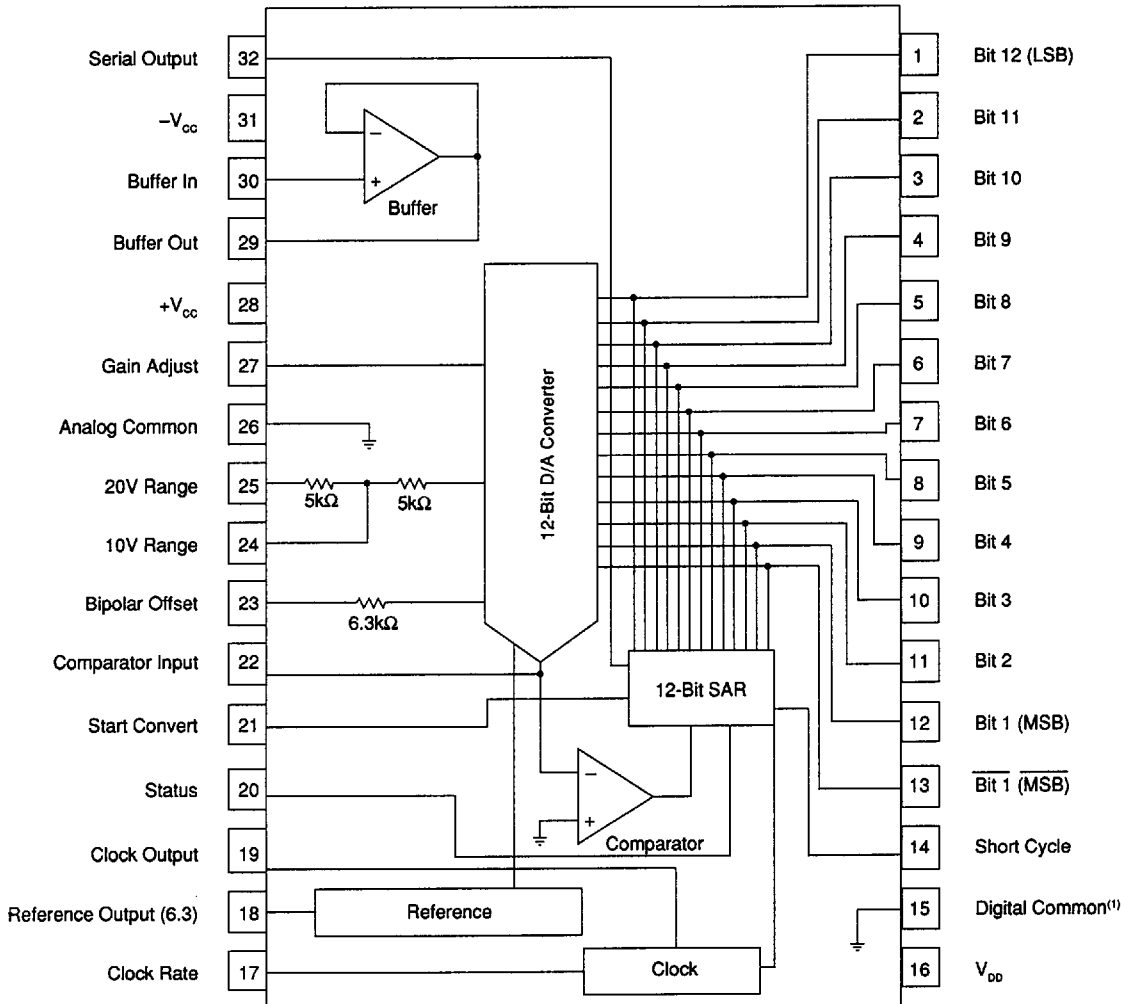 Serial Output 32
−Vcc 31
Buffer In 30
Buffer Out 29
+Vcc 28
Gain Adjust 27
Analog Common 26
20V Range 25
10V Range 24
Bipolar Offset 23
Comparator Input 22
Start Convert 21
Status 20
Clock Output 19
Reference Output (6.3) 18
Clock Rate 17
−
+
Buffer
5kΩ
5kΩ
6.3kΩ
12-Bit D/A Converter
12-Bit SAR
−
+
Comparator
Reference
Clock
1 Bit 12 (LSB)
2 Bit 11
3 Bit 10
4 Bit 9
5 Bit 8
6 Bit 7
7 Bit 6
8 Bit 5
9 Bit 4
10 Bit 3
11 Bit 2
12 Bit 1 (MSB)
13 Bit 1 (MSB)
14 Short Cycle
15 Digital Common(1)
16 VDD